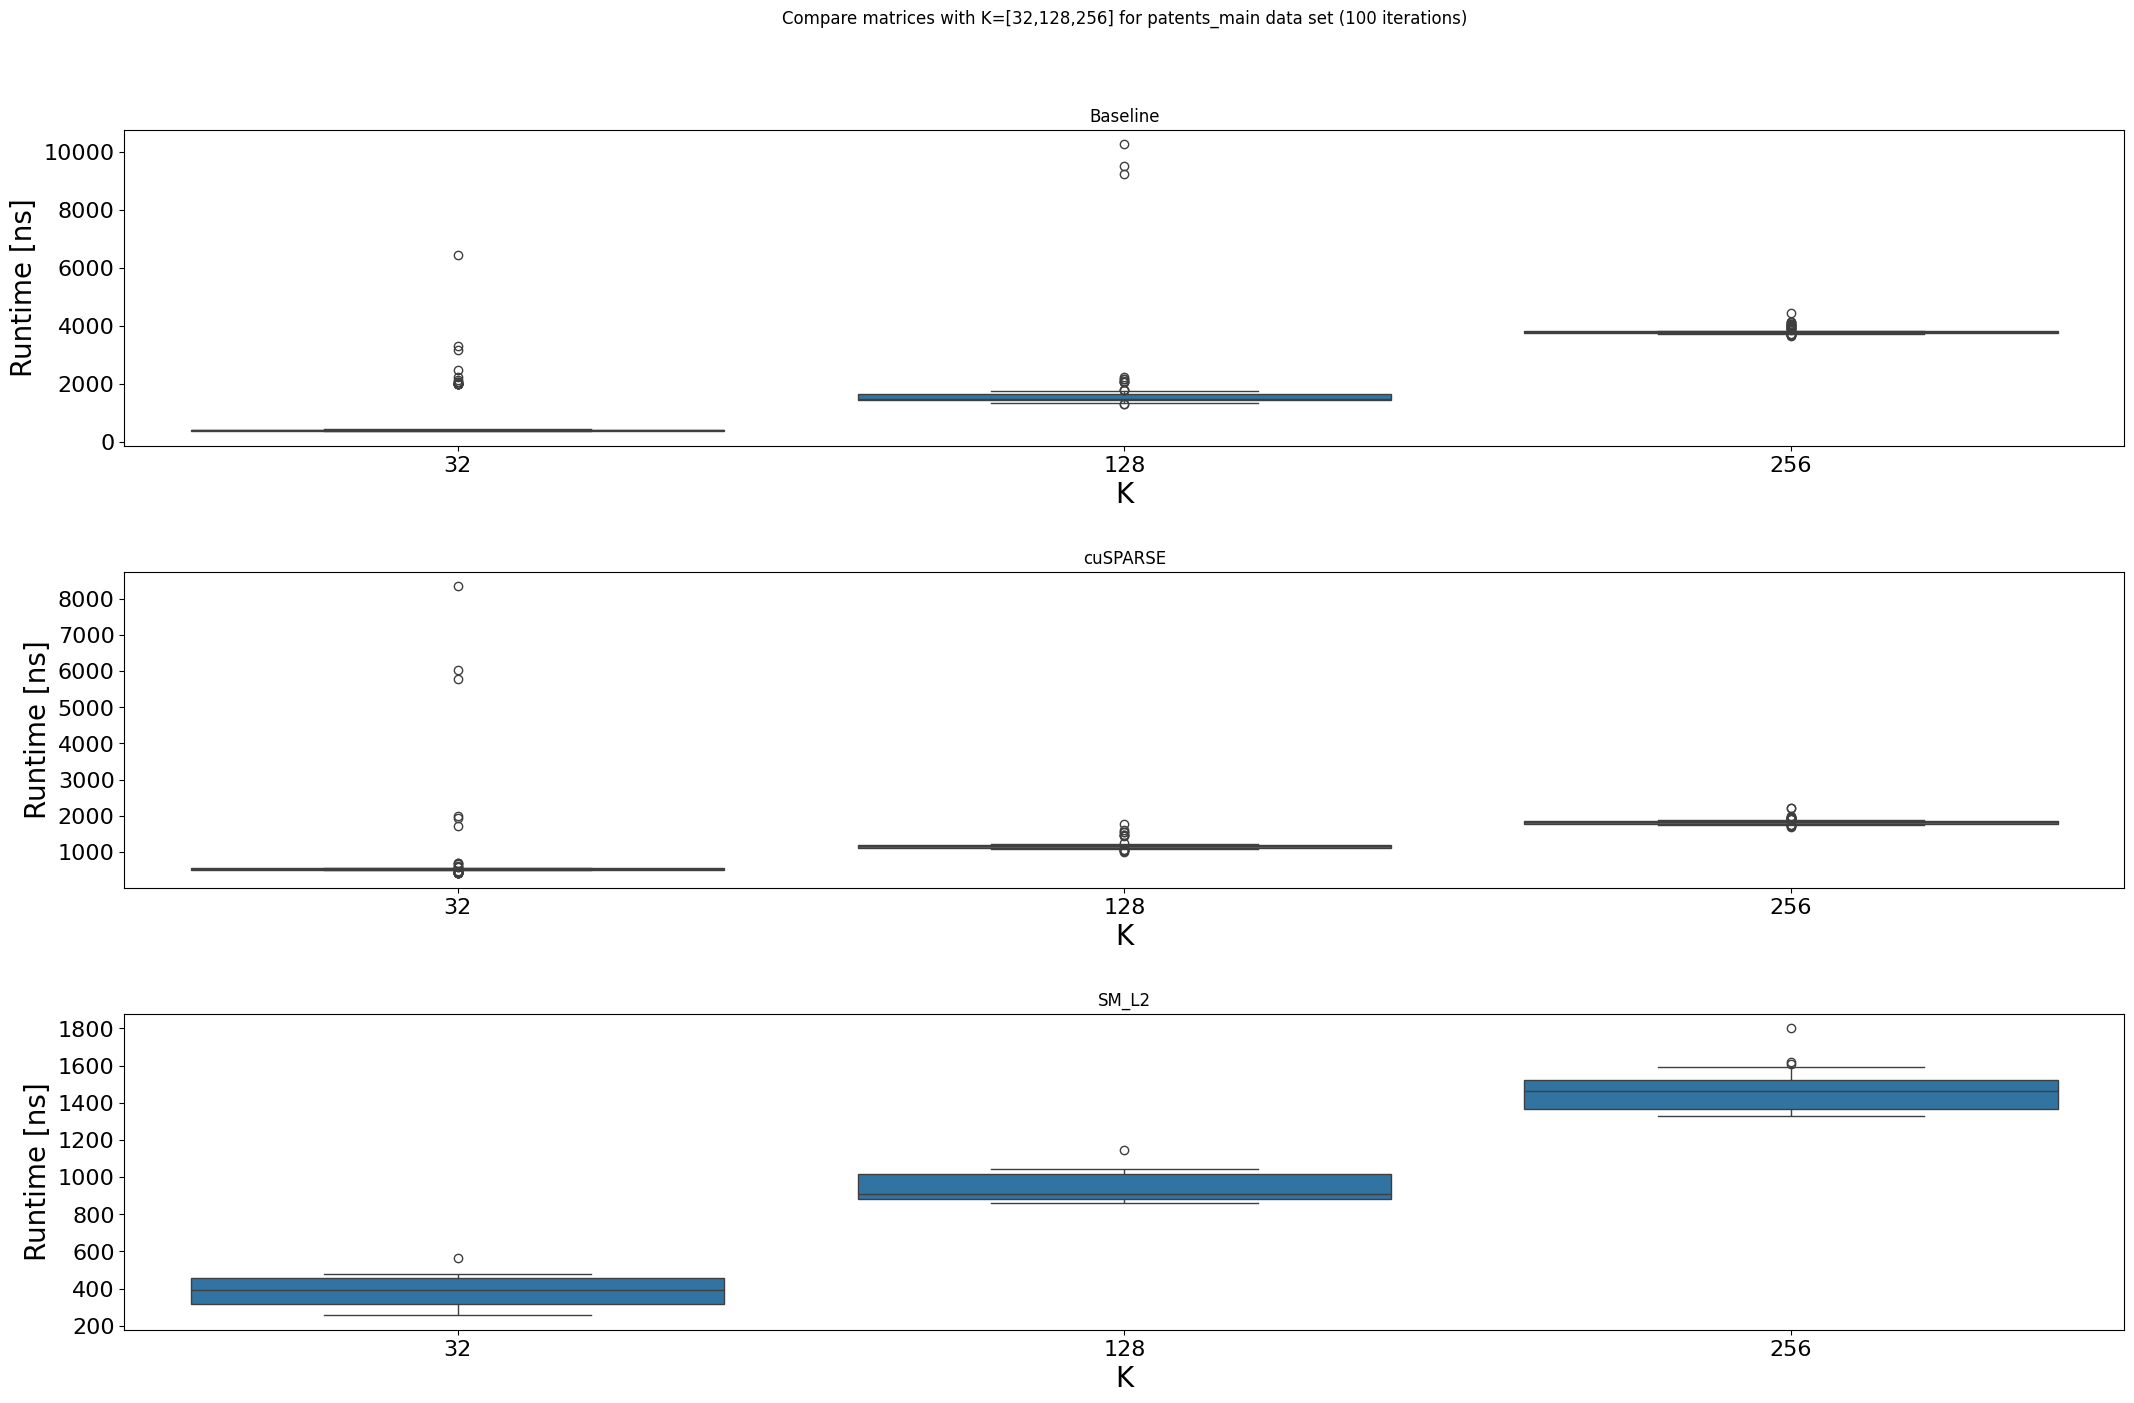 Compare matrices with K=[32,128,256] for patents_main data set (100 iterations)
Baseline
Runtime [ns]
10000
8000
6000
4000
2000
0
32 128 256
K
cuSPARSE
Runtime [ns]
8000
7000
6000
5000
4000
3000
2000
1000
32 128 256
K
SM_L2
Runtime [ns]
1800
1600
1400
1200
1000
800
600
400
200
32 128 256
K